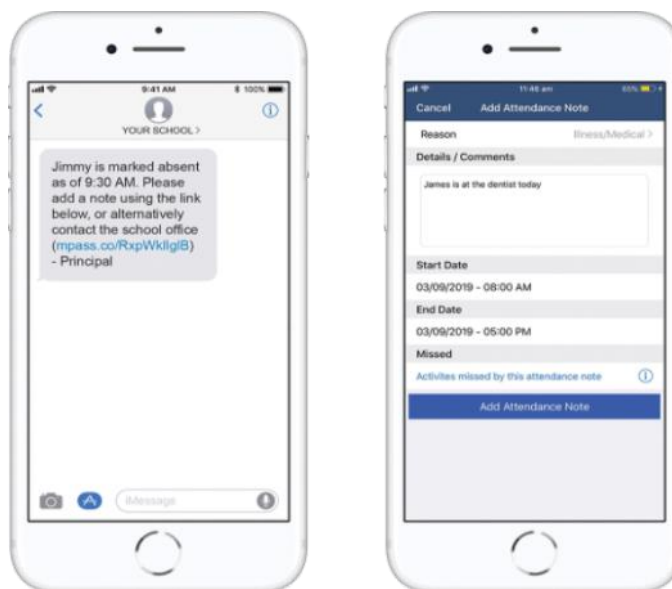 9:41 AM
100%
YOUR SCHOOL >
Jimmy is marked absent
as of 9:30 AM. Please
add a note using the link
below, or alternatively
contact the school office
(mpass.co/RxpWkllglB)
- Principal
iMessage
11:46 am
65%
Cancel Add Attendance Note
Reason Illness/Medical >
Details / Comments
James is at the dentist today
Start Date
03/09/2019 - 08:00 AM
End Date
03/09/2019 - 05:00 PM
Missed
Activites missed by this attendance note
Add Attendance Note